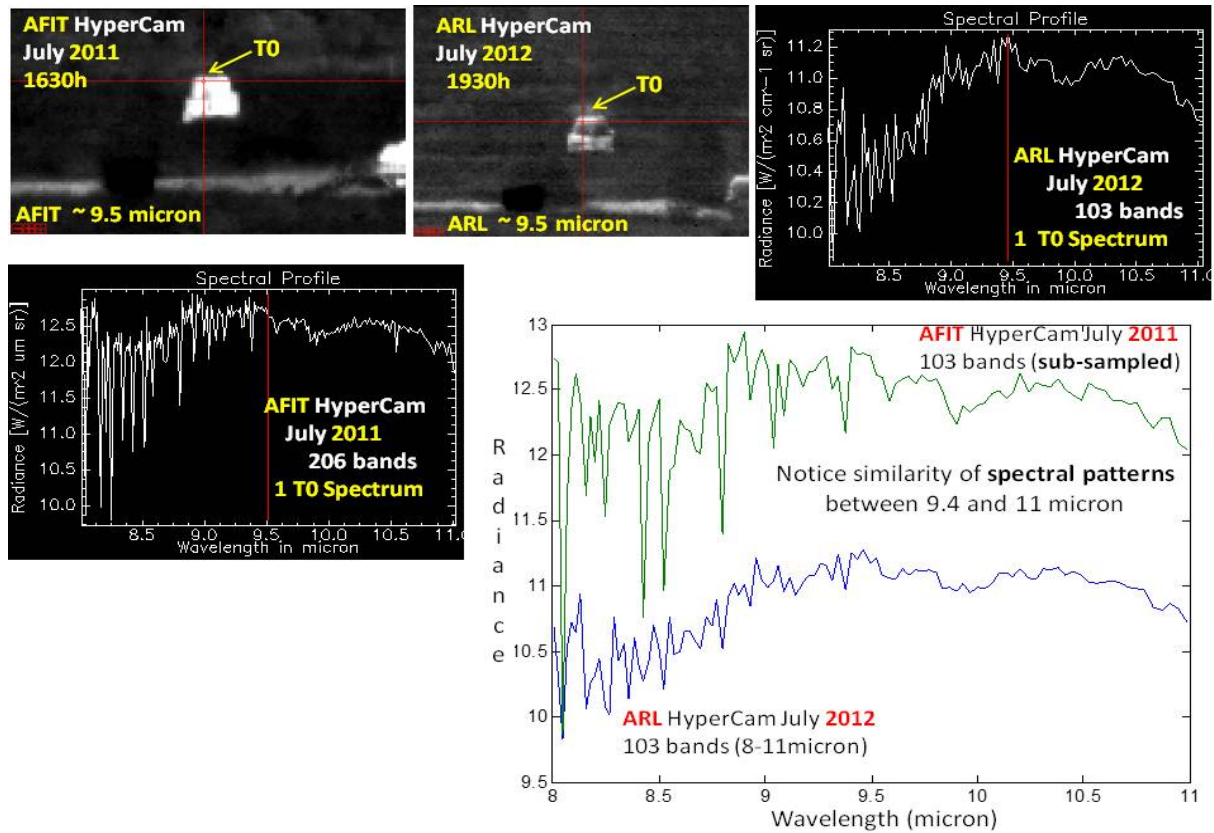 AFIT HyperCam
July 2011
1630h
T0
AFIT ~ 9.5 micron
ARL HyperCam
July 2012
1930h
T0
ARL ~ 9.5 micron
Spectral Profile
Radiance [W/(m^2 cm^-1 sr)]
11.2
11.0
10.8
10.6
10.4
10.2
10.0
ARL HyperCam
July 2012
103 bands
1 T0 Spectrum
8.5 9.0 9.5 10.0 10.5 11.0
Wavelength in micron
Spectral Profile
Radiance [W/(m^2 um sr)]
12.5
12.0
11.5
11.0
10.5
10.0
AFIT HyperCam
July 2011
206 bands
1 T0 Spectrum
8.5 9.0 9.5 10.0 10.5 11.0
Wavelength in micron
Radiance
13
12.5
12
11.5
11
10.5
10
9.5
AFIT HyperCam July 2011
103 bands (sub-sampled)
Notice similarity of spectral patterns
between 9.4 and 11 micron
ARL HyperCam July 2012
103 bands (8-11micron)
8 8.5 9 9.5 10 10.5 11
Wavelength (micron)